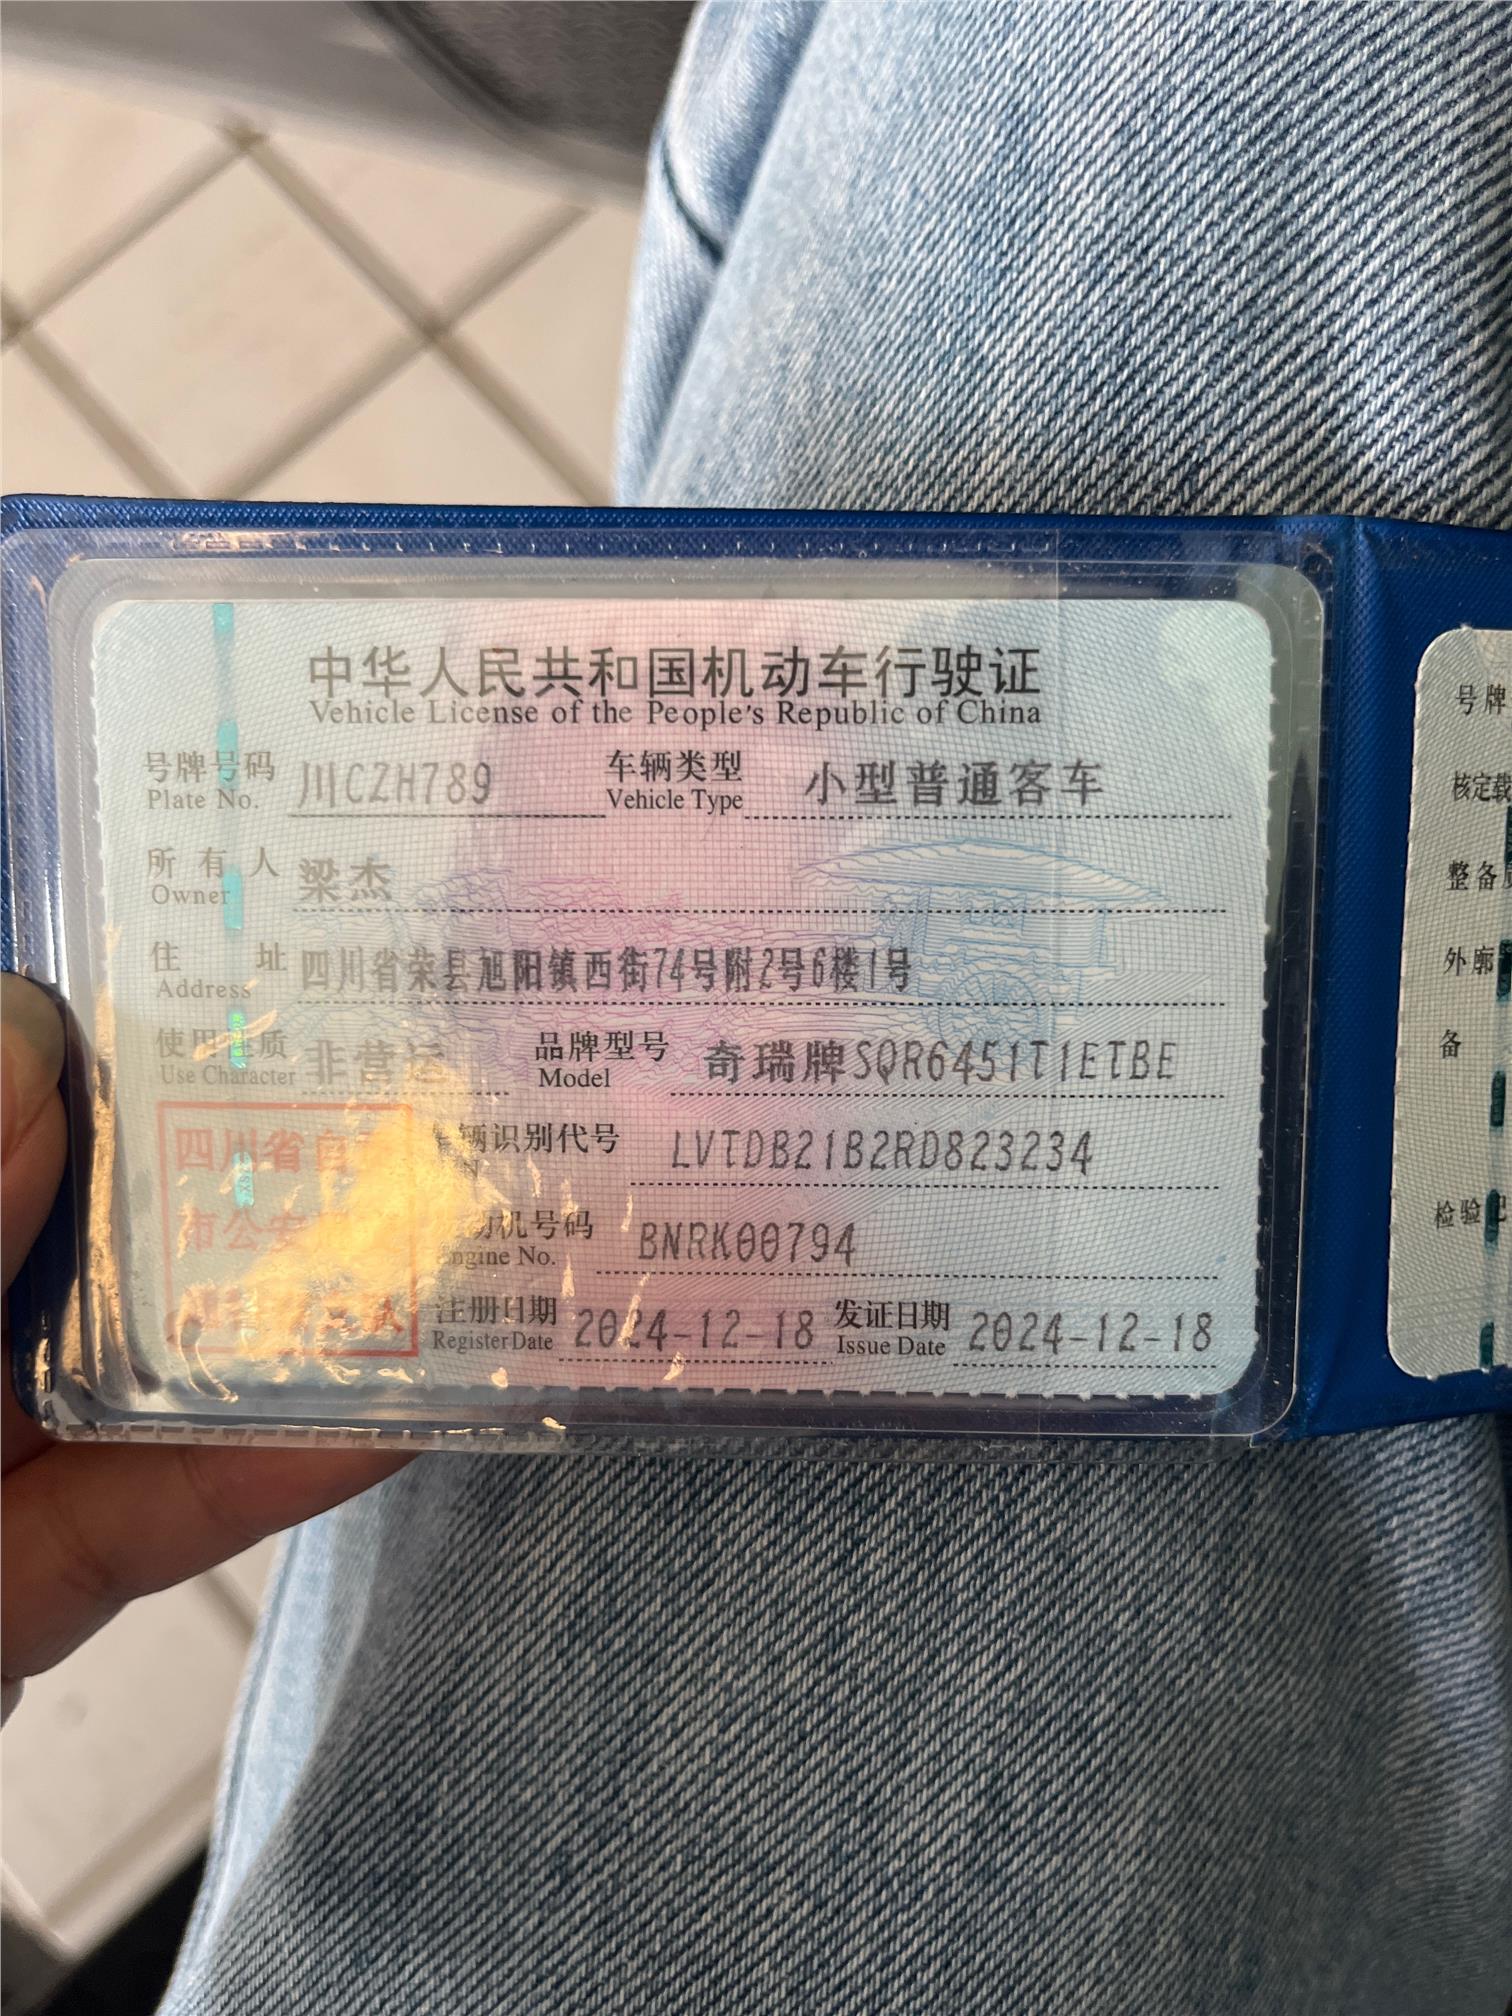 中华人民共和国机动车行驶证
Vehicle License of the People's Republic of China
号牌号码 川CZH789 车辆类型 小型普通客车
Plate No. Vehicle Type
所有人 梁杰
Owner
住址 四川省荣县旭阳镇西街74号附2号6楼1号
Address
使用性质 非营运 品牌型号 奇瑞牌SQR6451T1ETBE
Use Character Model
辆识别代号 LVTDB21B2RD823234
动机号码 BNRK00794
Engine No.
注册日期 2024-12-18 发证日期 2024-12-18
Register Date Issue Date
四川省自
市公安
号牌
核定载
整备
外廓
备
检验记